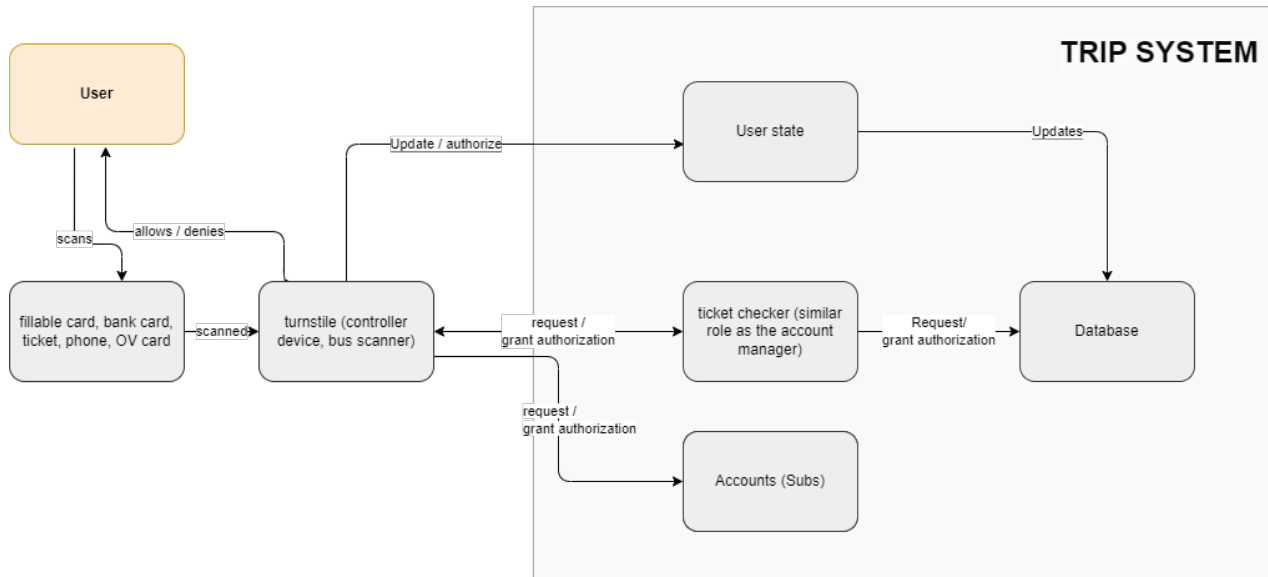 TRIP SYSTEM
User
User state
Update / authorize
Updates
allows / denies
scans
fillable card, bank card,
ticket, phone, OV card
scanned
turnstile (controller
device, bus scanner)
request /
grant authorization
ticket checker (similar
role as the account
manager)
Request/
grant authorization
Database
request /
grant authorization
Accounts (Subs)